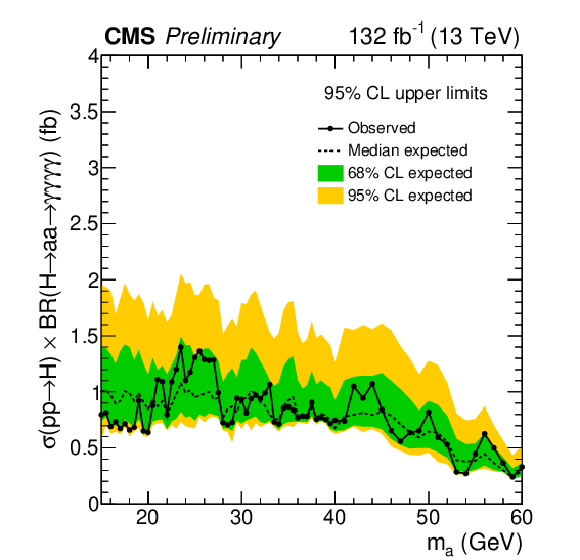 CMS Preliminary 132 fb⁻¹ (13 TeV)
σ(pp→H) × BR(H→aa→γγγγ) (fb)
4
3.5
3
2.5
2
1.5
1
0.5
0
95% CL upper limits
Observed
Median expected
68% CL expected
95% CL expected
20 30 40 50 60
mₐ (GeV)